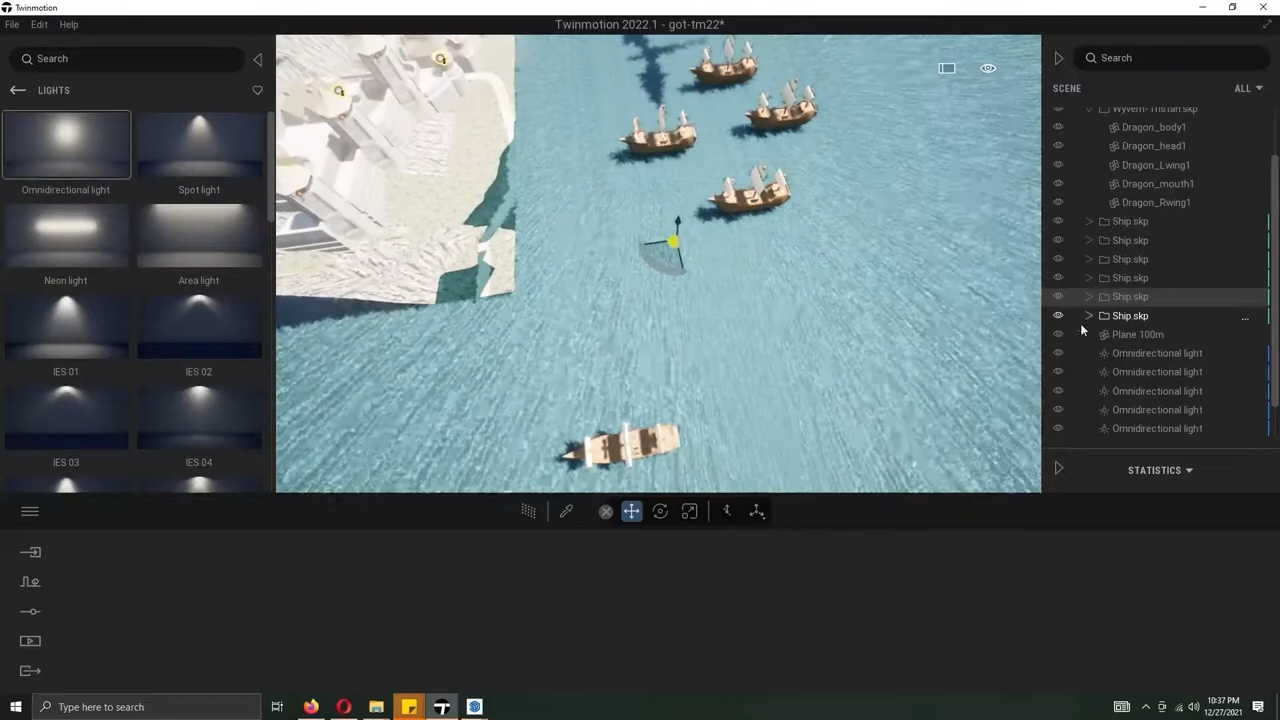 Twinmotion
File Edit Help
Twinmotion 2022.1 - got-tm22*
Search
LIGHTS
Omnidirectional light
Spot light
Neon light
Area light
IES 01
IES 02
IES 03
IES 04
Search
SCENE
ALL
Wyvern-Tristan.skp
Dragon_body1
Dragon_head1
Dragon_Lwing1
Dragon_mouth1
Dragon_Rwing1
Ship.skp
Ship.skp
Ship.skp
Ship.skp
Ship.skp
Ship.skp
...
Plane 100m
Omnidirectional light
Omnidirectional light
Omnidirectional light
Omnidirectional light
Omnidirectional light
STATISTICS
Type here to search
10:37 PM
12/27/2021